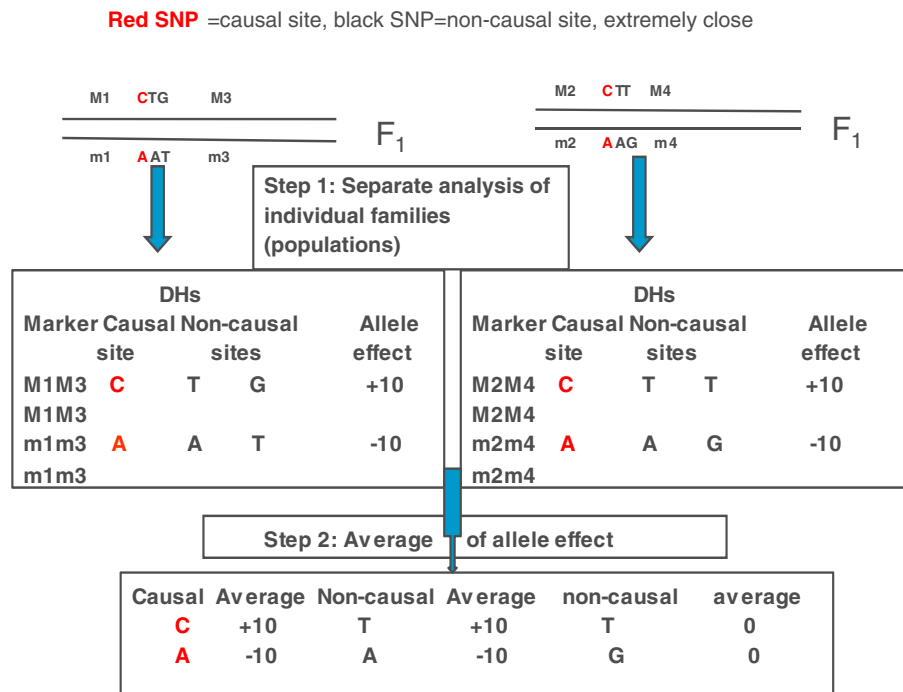 Red SNP =causal site, black SNP=non-causal site, extremely close
M1 CTG M3
F1
m1 AAT m3
M2 C TT M4
F1
m2 A AG m4
Step 1: Separate analysis of
individual families
(populations)
DHs
Marker Causal Non-causal Allele
site sites effect
M1M3 C T G +10
M1M3
m1m3 A A T -10
m1m3
DHs
Marker Causal Non-causal Allele
site sites effect
M2M4 C T T +10
M2M4
m2m4 A A G -10
m2m4
Step 2: Average of allele effect
Causal Average Non-causal Average non-causal average
C +10 T +10 T 0
A -10 A -10 G 0